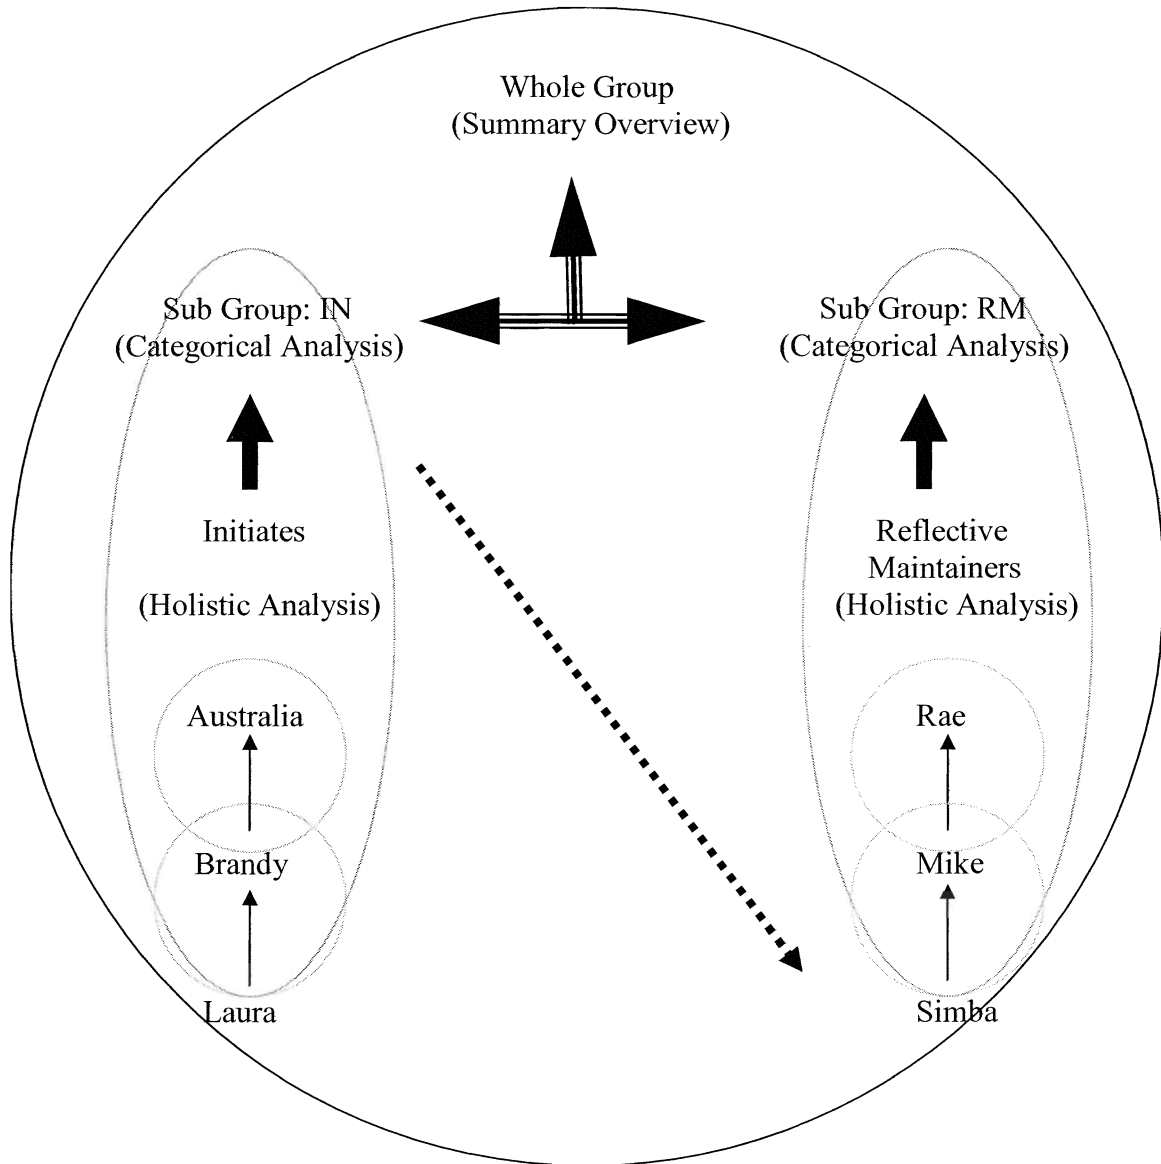 Whole Group
(Summary Overview)
Sub Group: IN
(Categorical Analysis)
Initiates
(Holistic Analysis)
Australia
Brandy
Laura
Sub Group: RM
(Categorical Analysis)
Reflective
Maintainers
(Holistic Analysis)
Rae
Mike
Simba